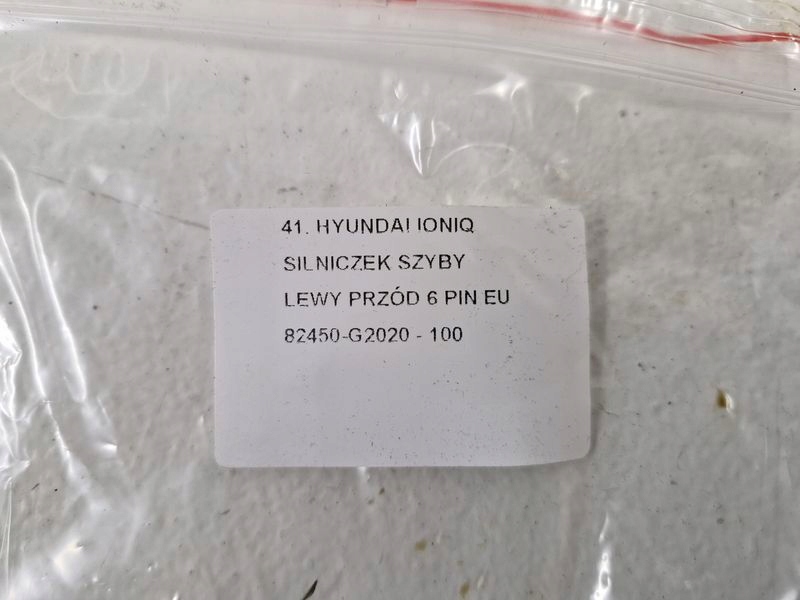 41. HYUNDAI IONIQ
SILNICZEK SZYBY
LEWY PRZÓD 6 PIN EU
82450-G2020 - 100